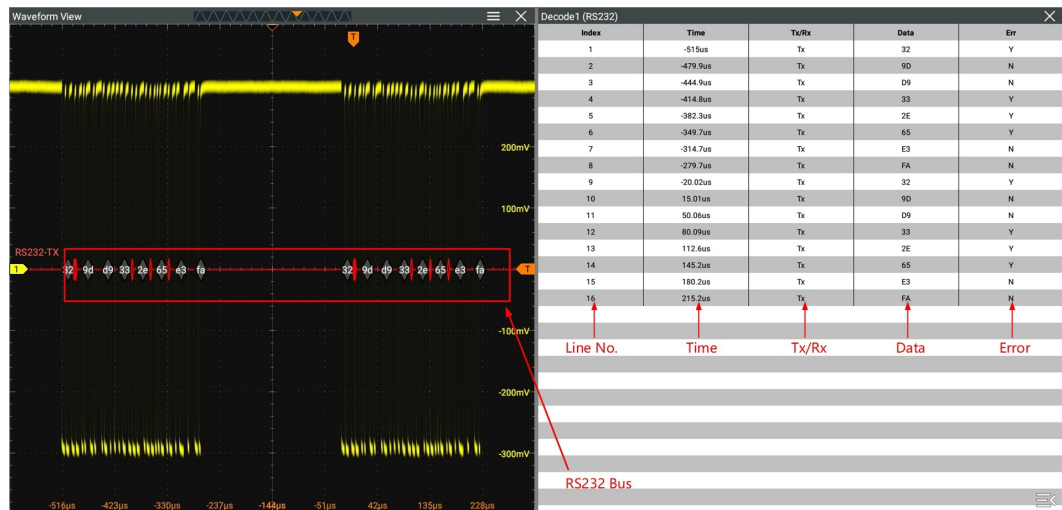 Waveform View
T
200mV
100mV
RS232-TX
1
32 9d d9 33 2e 65 e3 fa
32 9d d9 33 2e 65 e3 fa
T
-100mV
-200mV
-300mV
RS232 Bus
-516µs -423µs -330µs -237µs -144µs -51µs 42µs 135µs 228µs
Decode1 (RS232)
Index Time Tx/Rx Data Err
1 -515us Tx 32 Y
2 -479.9us Tx 9D N
3 -444.9us Tx D9 N
4 -414.8us Tx 33 Y
5 -382.3us Tx 2E Y
6 -349.7us Tx 65 Y
7 -314.7us Tx E3 N
8 -279.7us Tx FA N
9 -20.02us Tx 32 Y
10 15.01us Tx 9D N
11 50.06us Tx D9 N
12 80.09us Tx 33 Y
13 112.6us Tx 2E Y
14 145.2us Tx 65 Y
15 180.2us Tx E3 N
16 215.2us Tx FA N
Line No. Time Tx/Rx Data Error